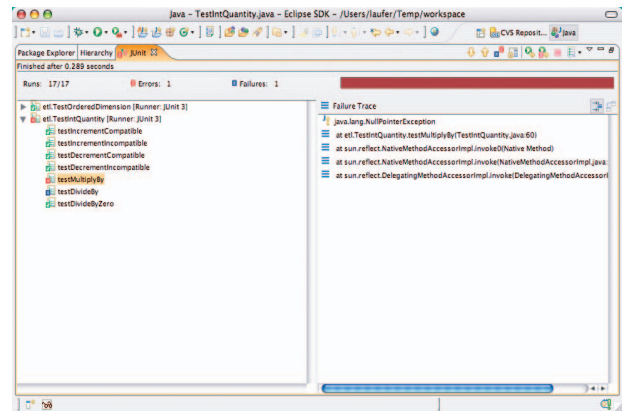 Java - TestIntQuantity.java - Eclipse SDK - /Users/laufer/Temp/workspace
CVS Reposit... Java
Package Explorer Hierarchy JUnit
Finished after 0.289 seconds
Runs: 17/17 Errors: 1 Failures: 1
etl.TestOrderedDimension [Runner: JUnit 3]
etl.TestIntQuantity [Runner: JUnit 3]
testIncrementCompatible
testIncrementIncompatible
testDecrementCompatible
testDecrementIncompatible
testMultiplyBy
testDivideBy
testDivideByZero
Failure Trace
java.lang.NullPointerException
at etl.TestIntQuantity.testMultiplyBy(TestIntQuantity.java:60)
at sun.reflect.NativeMethodAccessorImpl.invoke0(Native Method)
at sun.reflect.NativeMethodAccessorImpl.invoke(NativeMethodAccessorImpl.java:
at sun.reflect.DelegatingMethodAccessorImpl.invoke(DelegatingMethodAccessorI